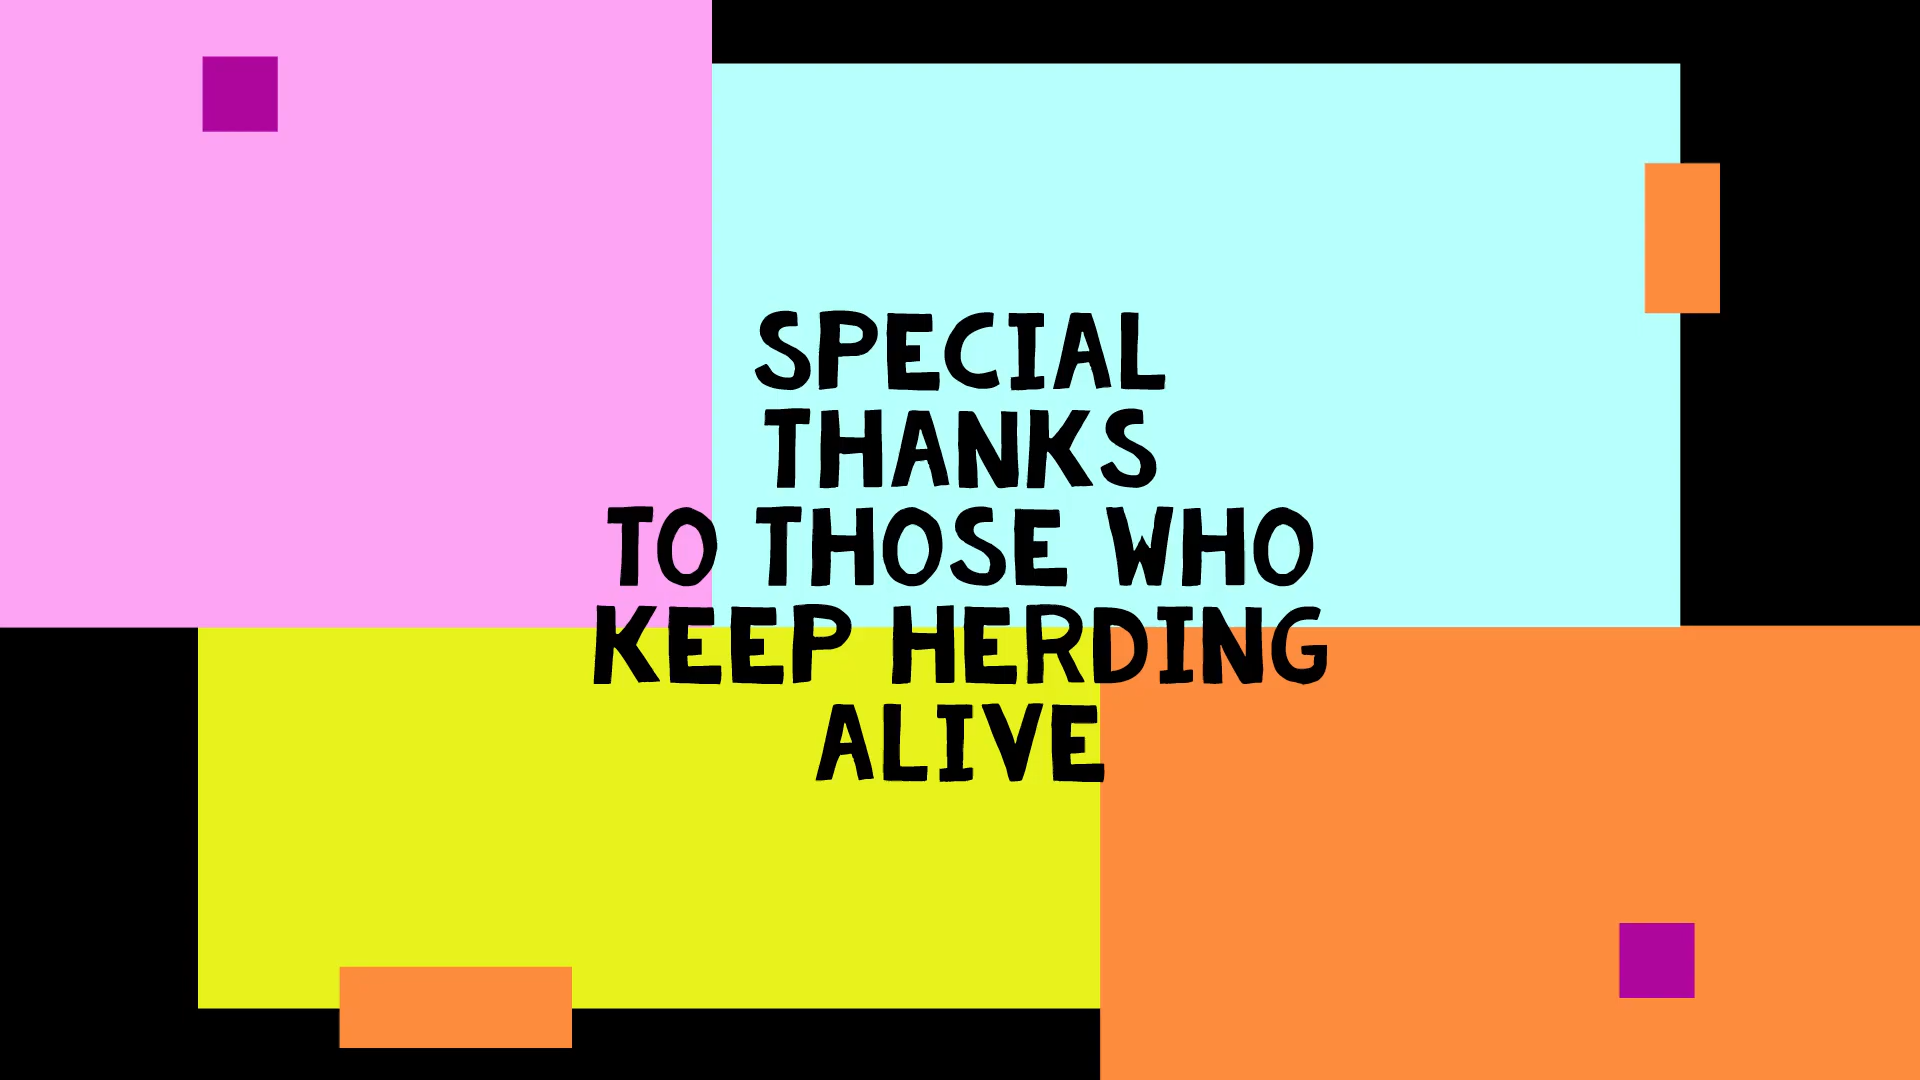 SPECIAL
THANKS
TO THOSE WHO
KEEP HERDING
ALIVE